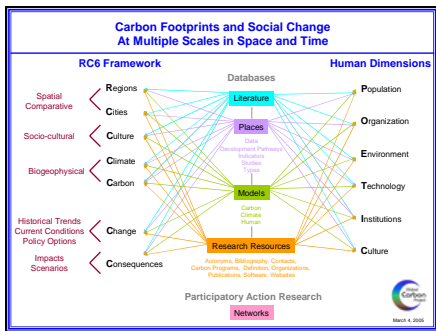 Carbon Footprints and Social Change
At Multiple Scales in Space and Time
RC6 Framework
Human Dimensions
Databases
Spatial
Comparative
Socio-cultural
Biogeophysical
Historical Trends
Current Conditions
Policy Options
Impacts
Scenarios
Regions
Cities
Culture
Climate
Carbon
Change
Consequences
Literature
Places
Data
Development Pathways
Indicators
Studies
Types
Models
Carbon
Climate
Human
Research Resources
Acronyms, Bibliography, Contacts,
Carbon Programs, Definition, Organizations,
Publications, Software, Websites
Population
Organization
Environment
Technology
Institutions
Culture
Participatory Action Research
Networks
Global
Carbon
Project
March 4, 2005